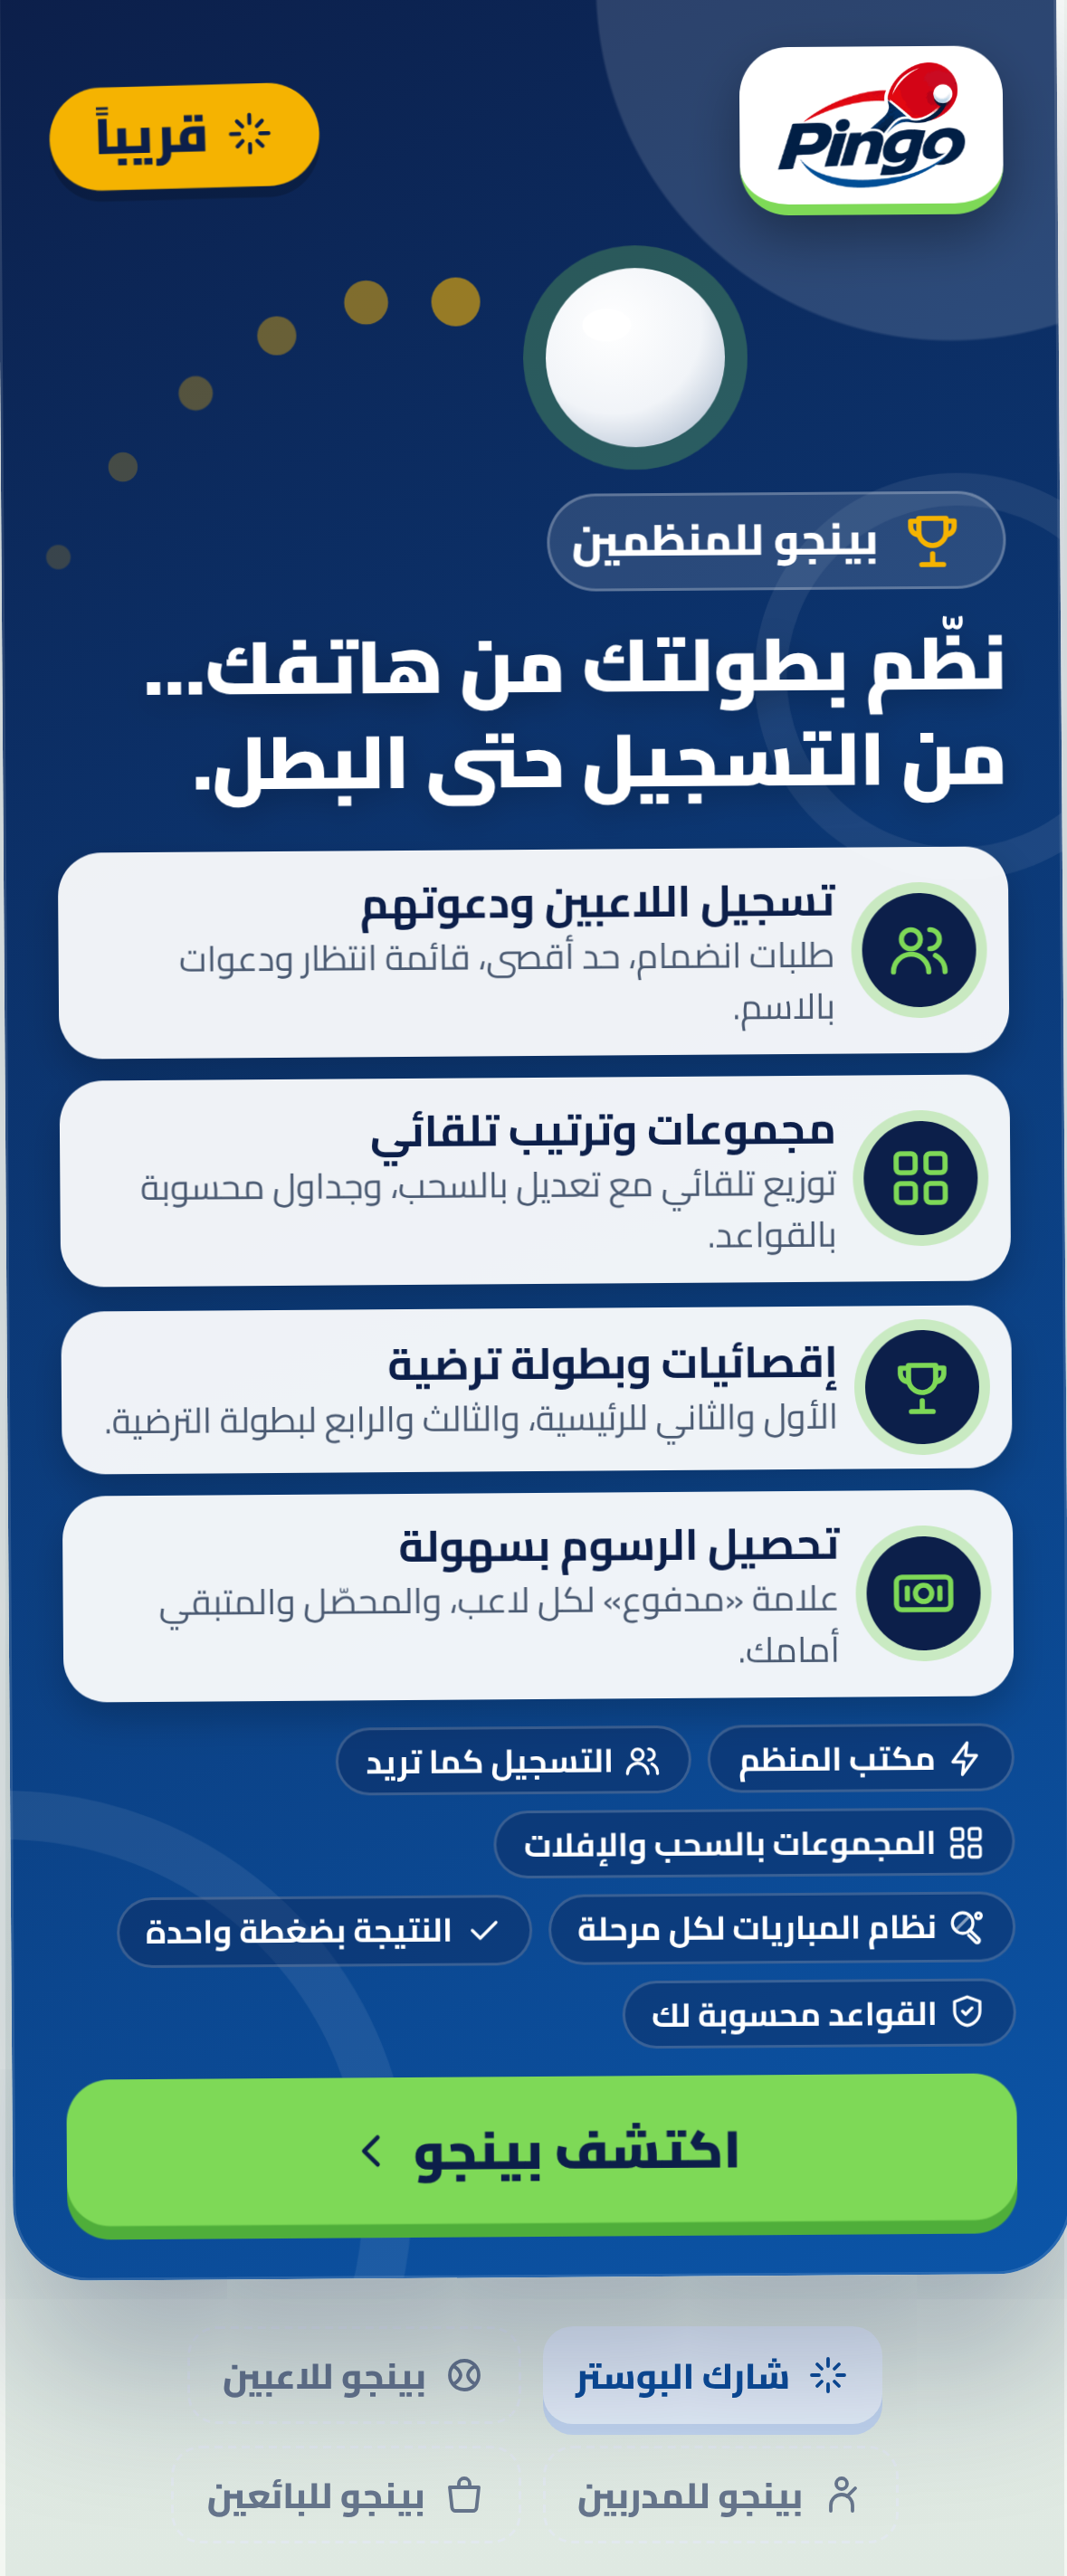 Pingo
قريباً
بينجو للمنظمين
نظّم بطولتك من هاتفك...
من التسجيل حتى البطل.
تسجيل اللاعبين ودعوتهم
طلبات انضمام، حد أقصى، قائمة انتظار ودعوات
بالاسم.
مجموعات وترتيب تلقائي
توزيع تلقائي مع تعديل بالسحب، وجداول محسوبة
بالقواعد.
إقصائيات وبطولة ترضية
الأول والثاني للرئيسية، والثالث والرابع لبطولة الترضية.
تحصيل الرسوم بسهولة
علامة «مدفوع» لكل لاعب، والمحصّل والمتبقي
أمامك.
مكتب المنظم
التسجيل كما تريد
المجموعات بالسحب والإفلات
نظام المباريات لكل مرحلة
النتيجة بضغطة واحدة
القواعد محسوبة لك
اكتشف بينجو
شارك البوستر
بينجو للاعبين
بينجو للمدربين
بينجو للبائعين